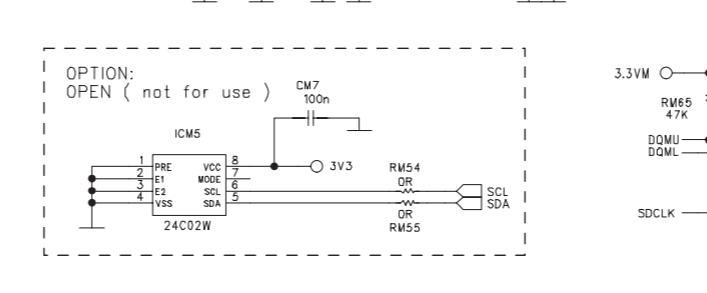 OPTION:
OPEN ( not for use )
CM7
100n
ICM5
1 PRE VCC 8
2 E1 MODE 7
3 E2 SCL 6
4 VSS SDA 5
24C02W
3V3
RM54
0R
0R
RM55
SCL
SDA
3.3VM
RM65
47K
DQMU
DQML
SDCLK